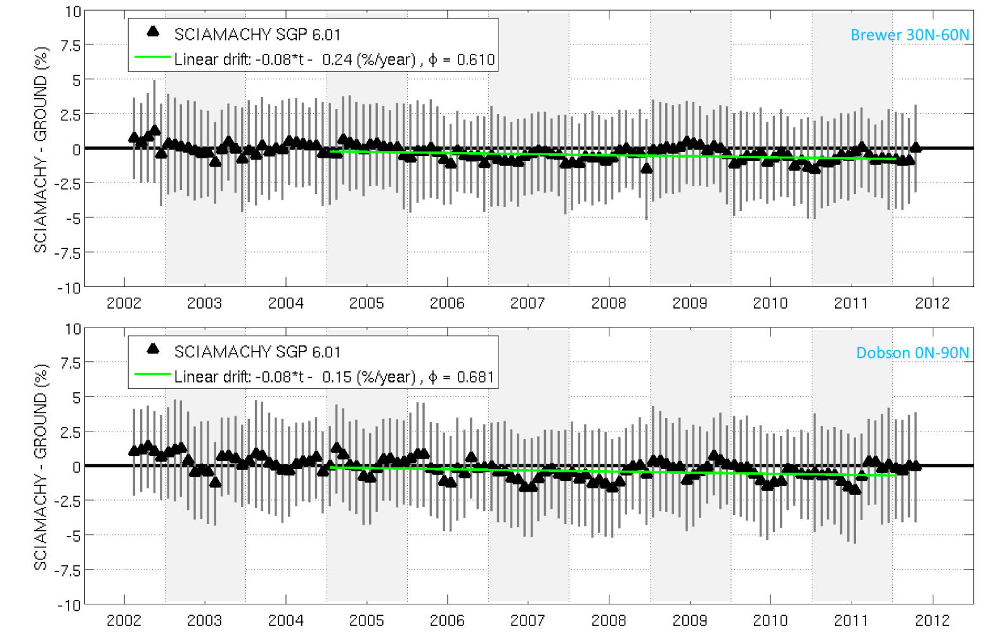 10
7.5
5
2.5
0
-2.5
-5
-7.5
-10
SCIAMACHY - GROUND (%)
SCIAMACHY SGP 6.01
Linear drift: -0.08*t - 0.24 (%/year) , ϕ = 0.610
Brewer 30N-60N
2002 2003 2004 2005 2006 2007 2008 2009 2010 2011 2012
10
7.5
5
2.5
0
-2.5
-5
-7.5
-10
SCIAMACHY - GROUND (%)
SCIAMACHY SGP 6.01
Linear drift: -0.08*t - 0.15 (%/year) , ϕ = 0.681
Dobson 0N-90N
2002 2003 2004 2005 2006 2007 2008 2009 2010 2011 2012